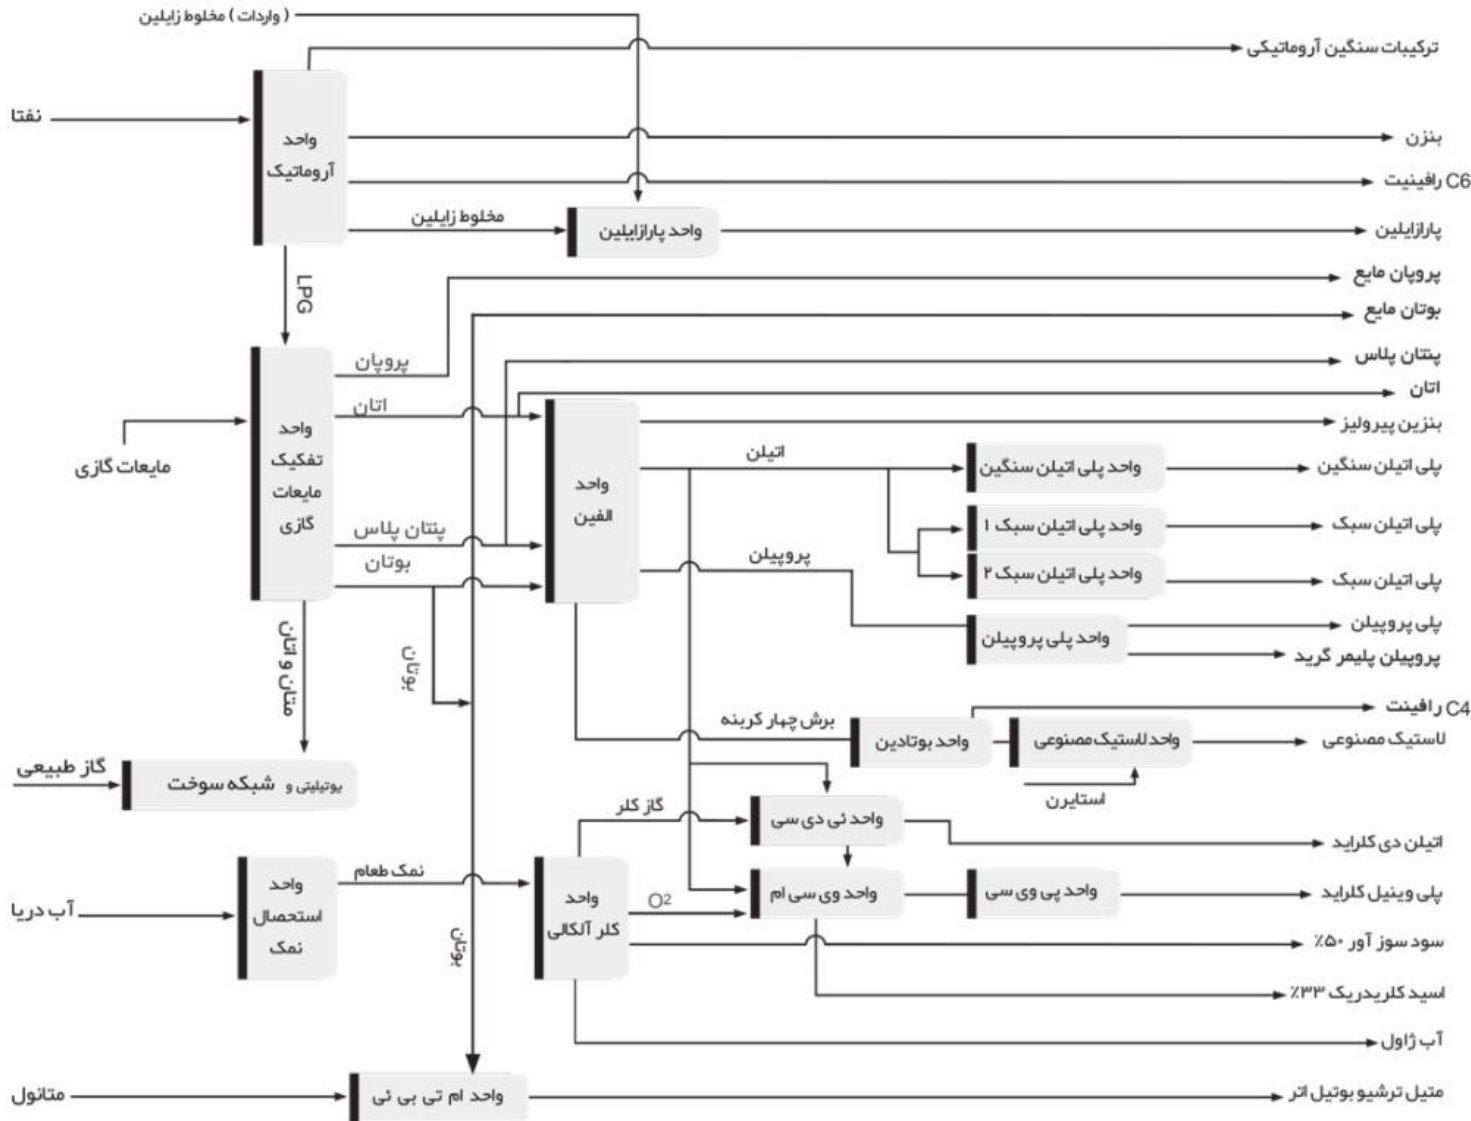 ( واردات ) مخلوط زایلین
ترکیبات سنگین آروماتیکی
نفتا
واحد
آروماتیک
بنزن
C6 رافینیت
مخلوط زایلین
واحد پارازایلین
پارازایلین
LPG
پروپان مایع
بوتان مایع
پنتان پلاس
اتان
مایعات گازی
واحد
تفکیک
مایعات
گازی
پروپان
اتان
پنتان پلاس
بوتان
واحد
الفین
بنزین پیرولیز
اتیلن
واحد پلی اتیلن سنگین
پلی اتیلن سنگین
واحد پلی اتیلن سبک ۱
پلی اتیلن سبک
واحد پلی اتیلن سبک ۲
پلی اتیلن سبک
پروپیلن
واحد پلی پروپیلن
پلی پروپیلن
پروپیلن پلیمر گرید
متان و اتان
بوتان
برش چهار کربنه
واحد بوتادین
C4 رافینت
واحد لاستیک مصنوعی
لاستیک مصنوعی
استایرن
گاز طبیعی
یوتیلیتی و شبکه سوخت
گاز کلر
واحد ئی دی سی
اتیلن دی کلراید
آب دریا
واحد
استحصال
نمک
نمک طعام
واحد
کلر آلکالی
O2
واحد وی سی ام
واحد پی وی سی
پلی وینیل کلراید
سود سوز آور ۵۰٪
اسید کلریدریک ۳۳٪
آب ژاول
بوتان
متانول
واحد ام تی بی ئی
متیل ترشیو بوتیل اتر